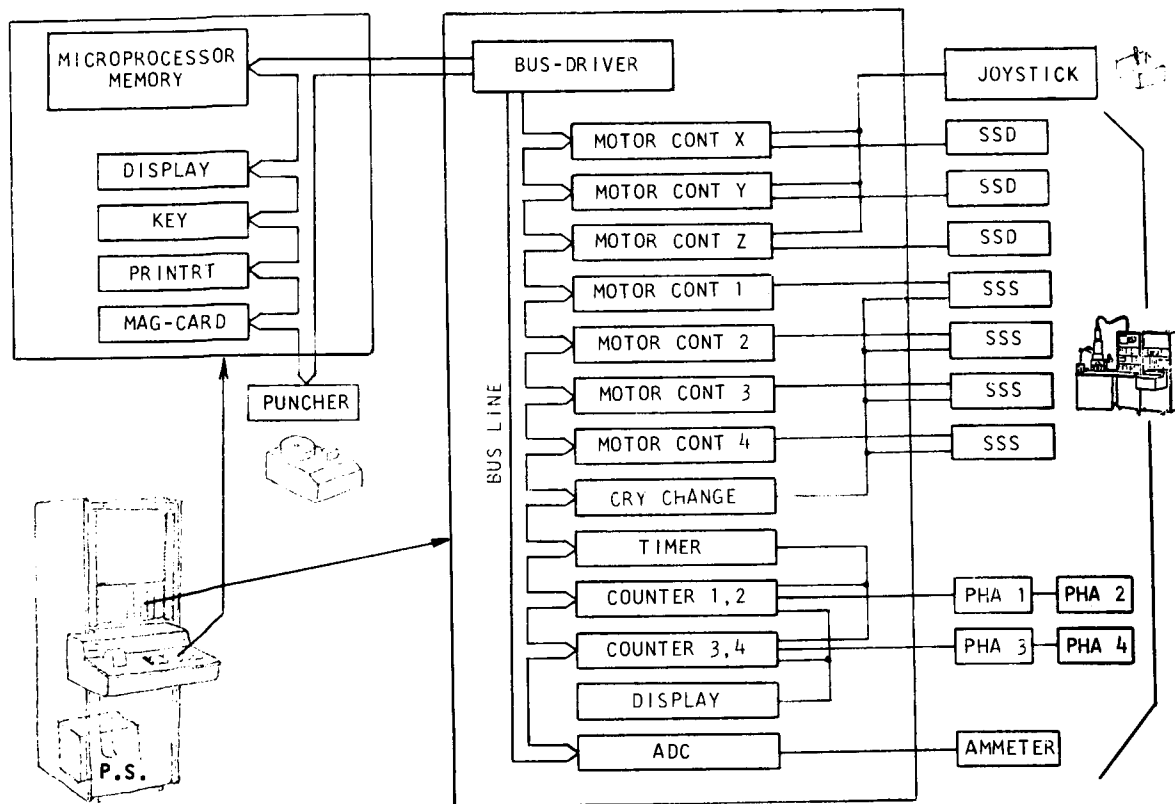 MICROPROCESSOR
MEMORY
DISPLAY
KEY
PRINTRT
MAG-CARD
PUNCHER
P.S.
BUS-DRIVER
BUS LINE
MOTOR CONT X
MOTOR CONT Y
MOTOR CONT Z
MOTOR CONT 1
MOTOR CONT 2
MOTOR CONT 3
MOTOR CONT 4
CRY CHANGE
TIMER
COUNTER 1,2
COUNTER 3,4
DISPLAY
ADC
JOYSTICK
SSD
SSD
SSD
SSS
SSS
SSS
SSS
PHA 1
PHA 2
PHA 3
PHA 4
AMMETER